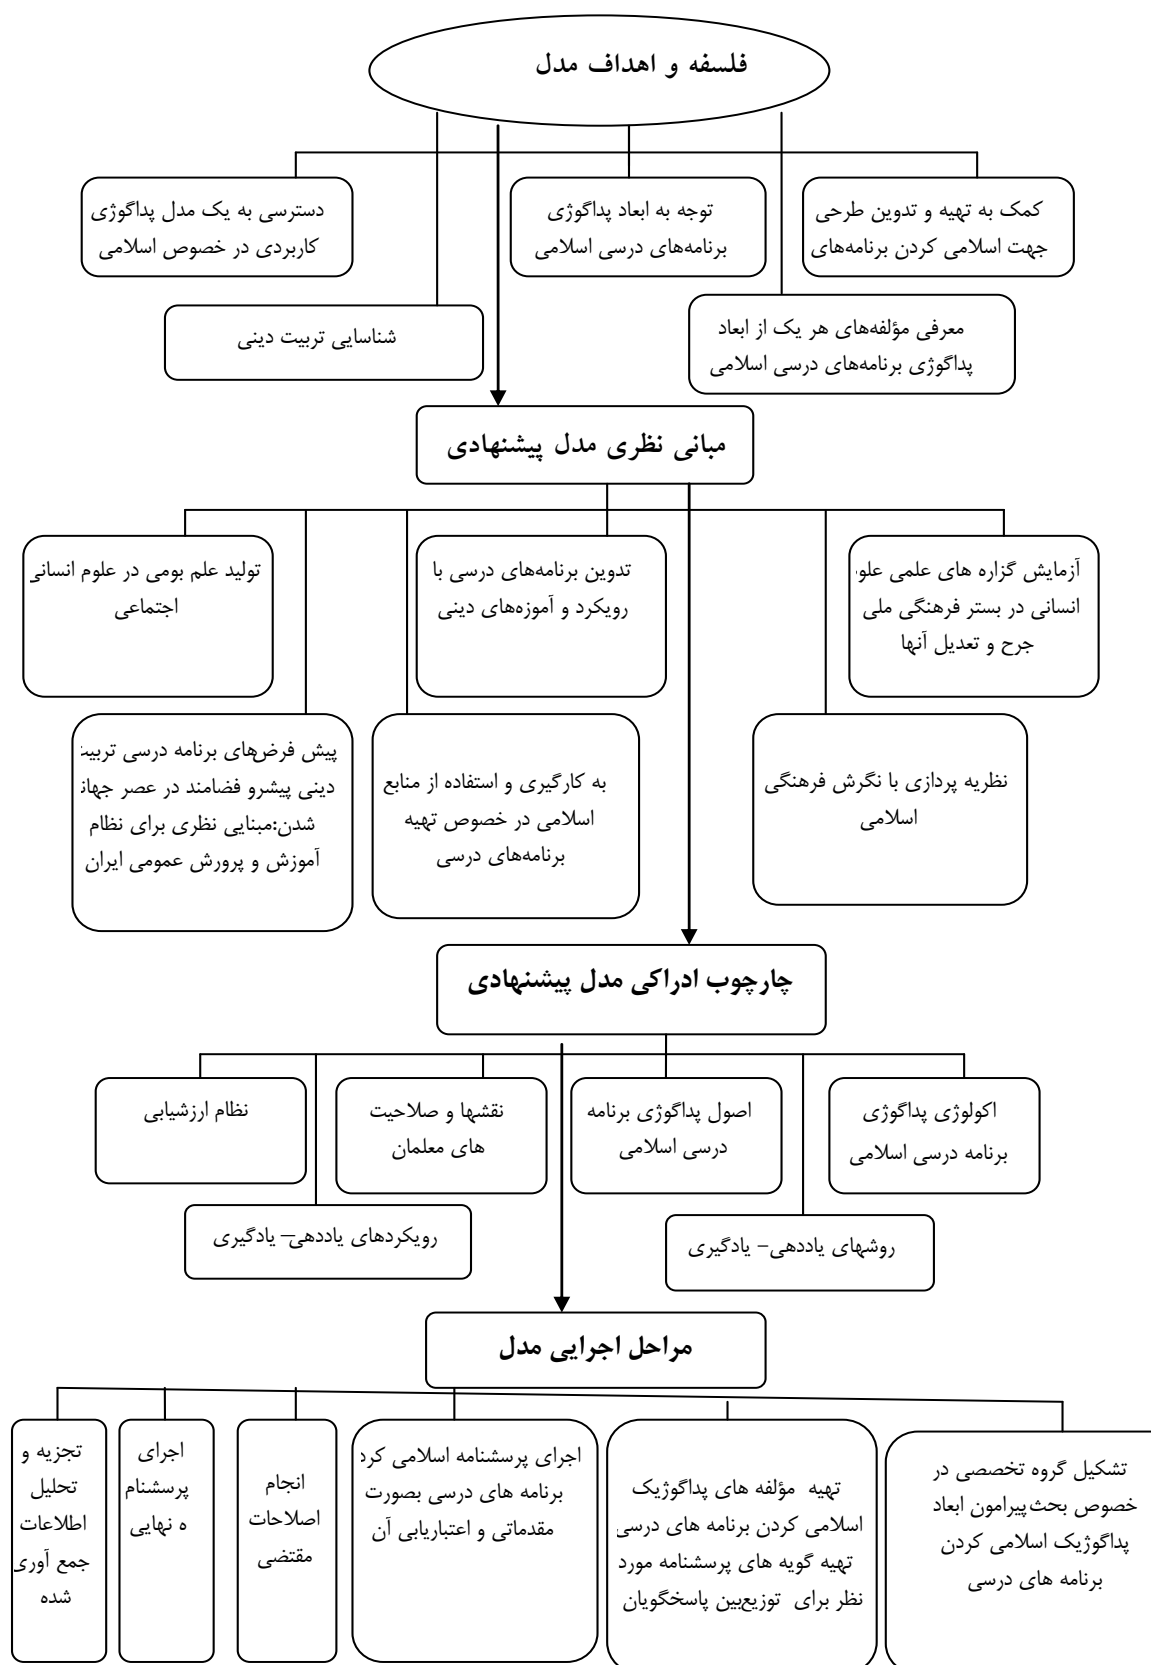 فلسفه و اهداف مدل
کمک به تهیه و تدوین طرحی
جهت اسلامی کردن برنامه‌های
توجه به ابعاد پداگوژی
برنامه‌های درسی اسلامی
دسترسی به یک مدل پداگوژی
کاربردی در خصوص اسلامی
معرفی مؤلفه‌های هر یک از ابعاد
پداگوژی برنامه‌های درسی اسلامی
شناسایی تربیت دینی
مبانی نظری مدل پیشنهادی
آزمایش گزاره های علمی
انسانی در بستر فرهنگی ملی
جرح و تعدیل آنها
تدوین برنامه‌های درسی با
رویکرد و آموزه‌های دینی
تولید علم بومی در علوم انسانی
اجتماعی
نظریه پردازی با نگرش فرهنگی
اسلامی
به کارگیری و استفاده از منابع
اسلامی در خصوص تهیه
برنامه‌های درسی
پیش فرض‌های برنامه درسی
دینی پیشرو فضامند در عصر
شدن:مبنایی نظری برای نظام
آموزش و پرورش عمومی ایران
چارچوب ادراکی مدل پیشنهادی
اکولوژی پداگوژی
برنامه درسی اسلامی
اصول پداگوژی برنامه
درسی اسلامی
نقشها و صلاحیت
های معلمان
نظام ارزشیابی
روشهای یاددهی– یادگیری
رویکردهای یاددهی– یادگیری
مراحل اجرایی مدل
تشکیل گروه تخصصی در
خصوص بحث پیرامون ابعاد
پداگوژیک اسلامی کردن
برنامه های درسی
تهیه مؤلفه های پداگوژیک
اسلامی کردن برنامه های درسی
تهیه گویه های پرسشنامه مورد
نظر برای توزیع بین پاسخگویان
اجرای پرسشنامه اسلامی
برنامه های درسی بصورت
مقدماتی و اعتباریابی آن
انجام
اصلاحات
مقتضی
اجرای
پرسشنام
ه نهایی
تجزیه و
تحلیل
اطلاعات
جمع آوری
شده